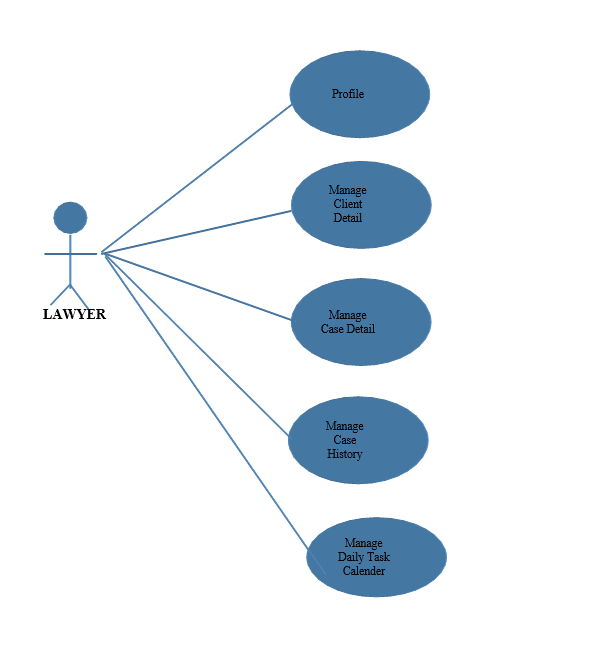 Profile
Manage
Client
Detail
LAWYER
Manage
Case Detail
Manage
Case
History
Manage
Daily Task
Calender